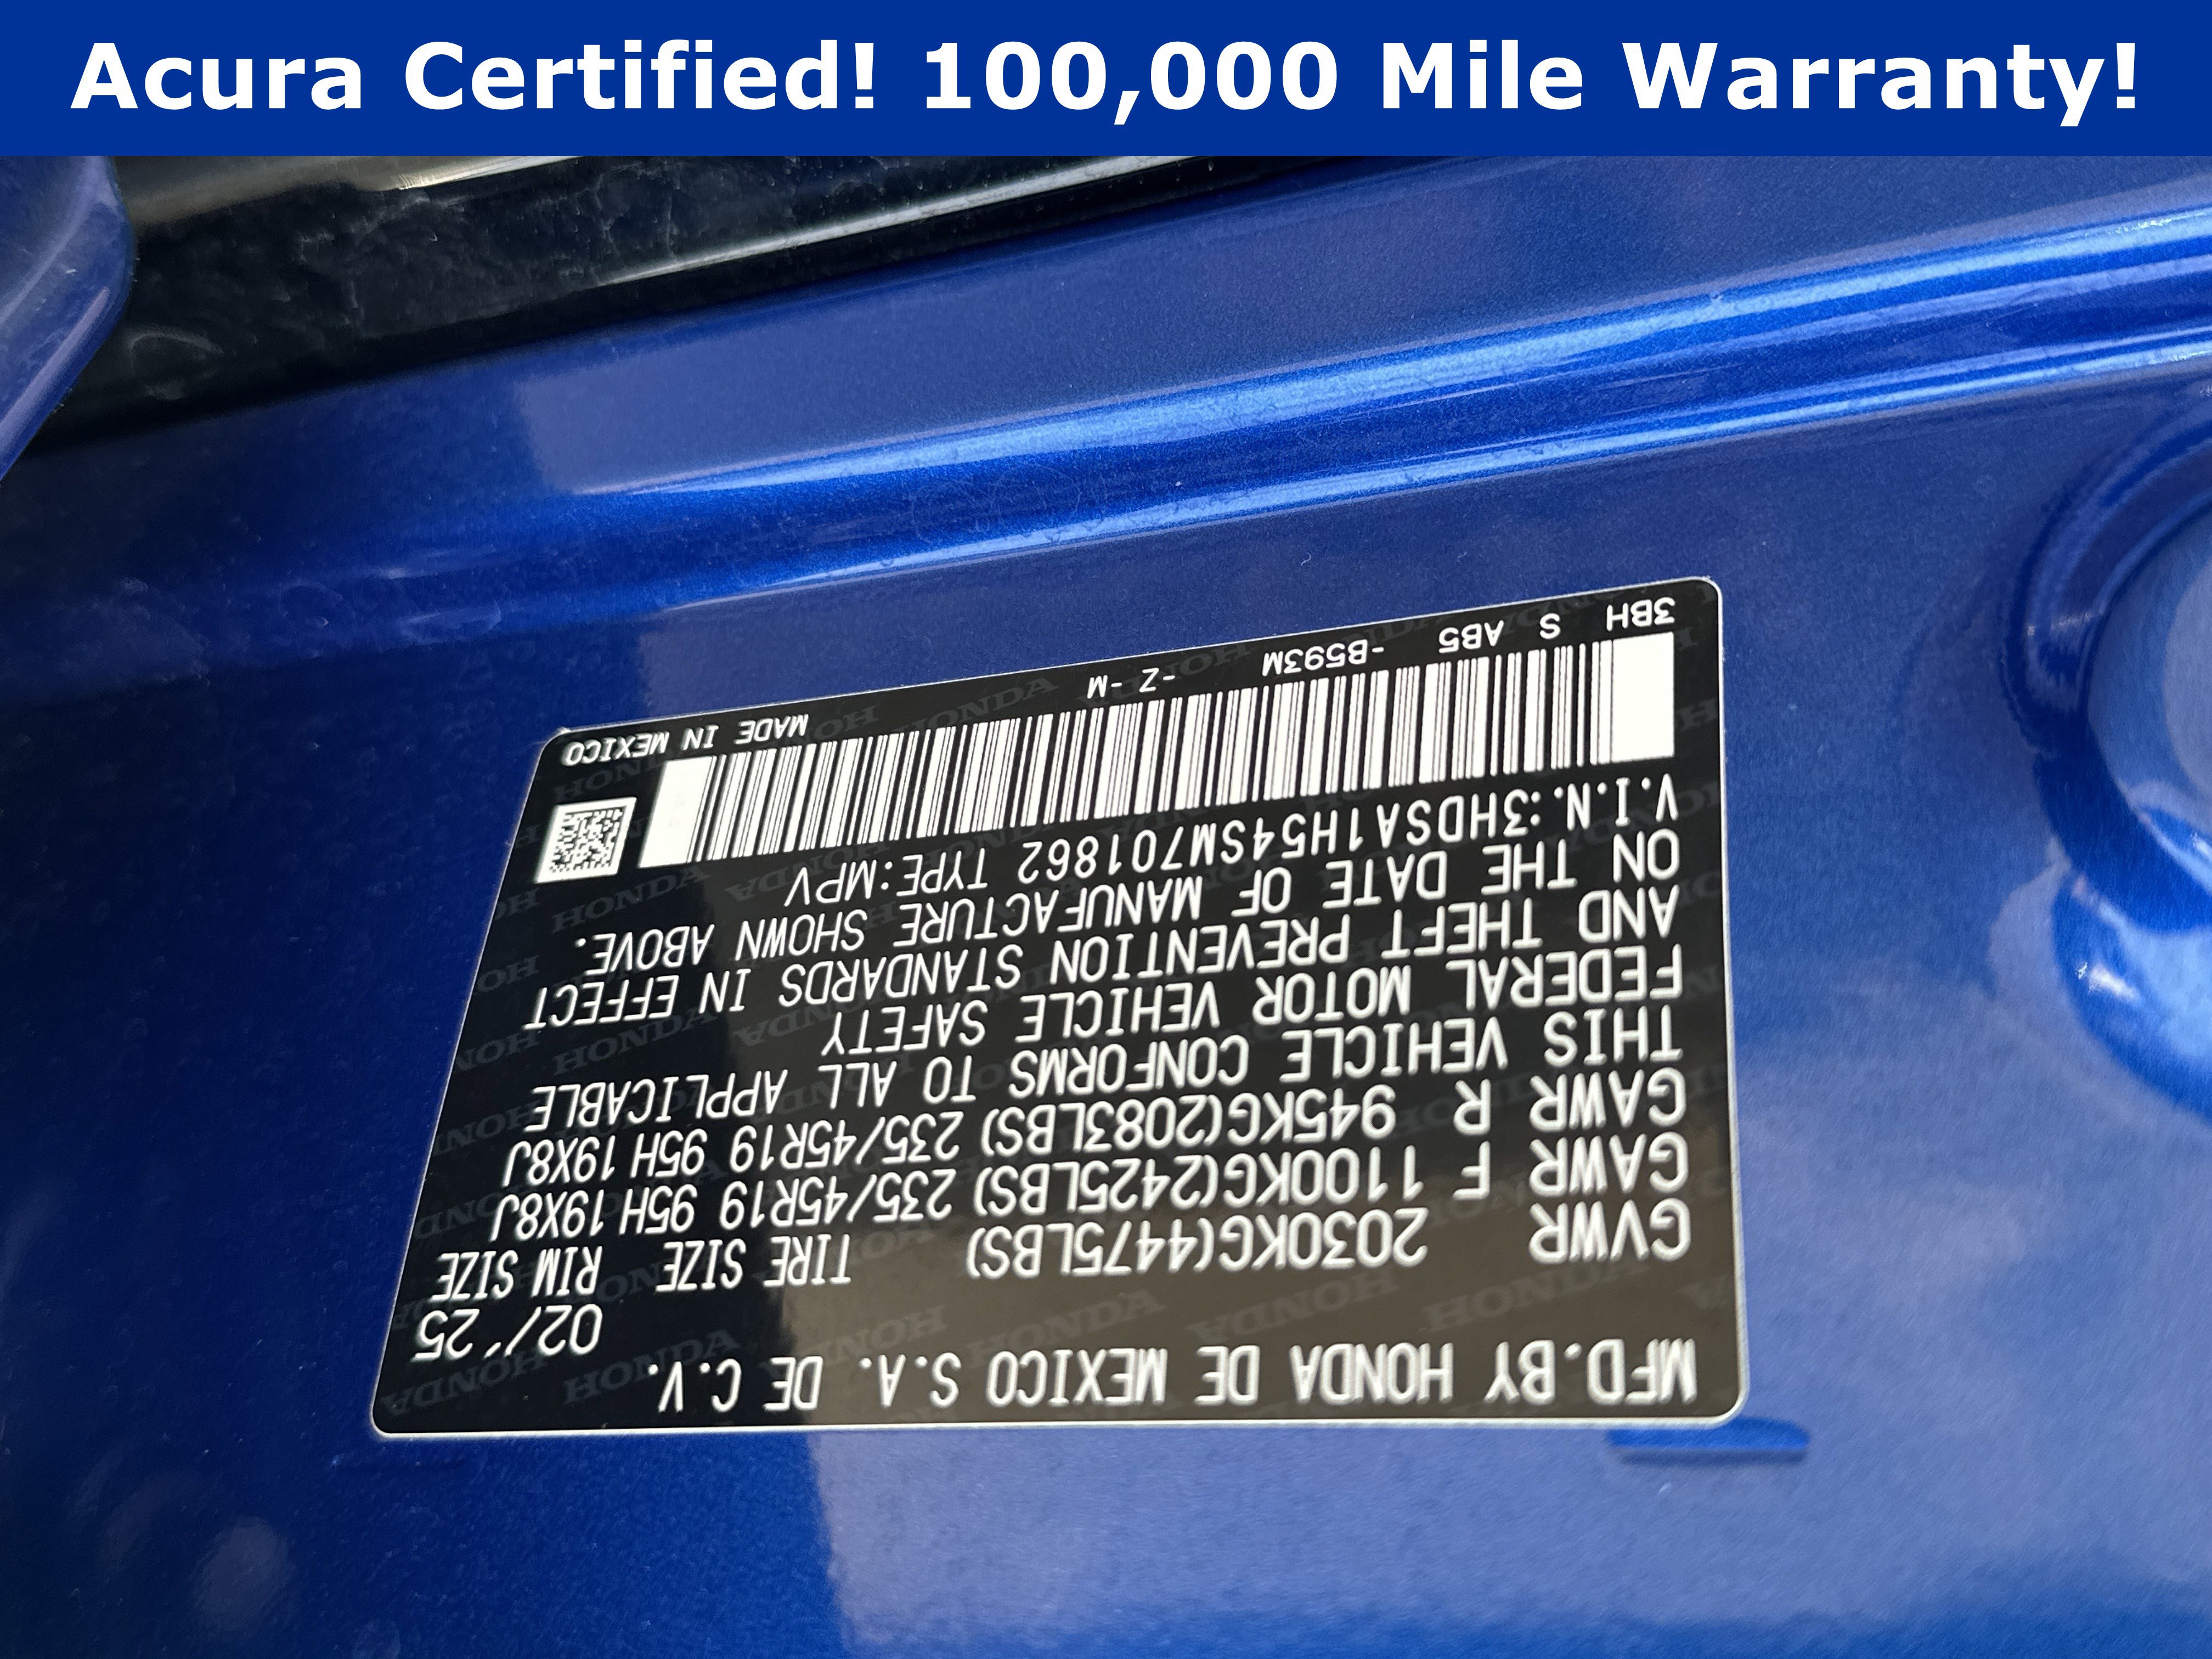 Acura Certified! 100,000 Mile Warranty!
MFD.BY HONDA DE MEXICO S.A. DE C.V.
02/'25
GVWR 2030KG(4475LBS) TIRE SIZE RIM SIZE
GAWR F 1100KG(2425LBS) 235/45R19 95H 19X8J
GAWR R 945KG(2083LBS) 235/45R19 95H 19X8J
THIS VEHICLE CONFORMS TO ALL APPLICABLE
FEDERAL MOTOR VEHICLE SAFETY
AND THEFT PREVENTION STANDARDS IN EFFECT
ON THE DATE OF MANUFACTURE SHOWN ABOVE.
V.I.N.:3HDSA1H54SM701862 TYPE:MPV
3BH S AB5 -B593M -Z -M MADE IN MEXICO